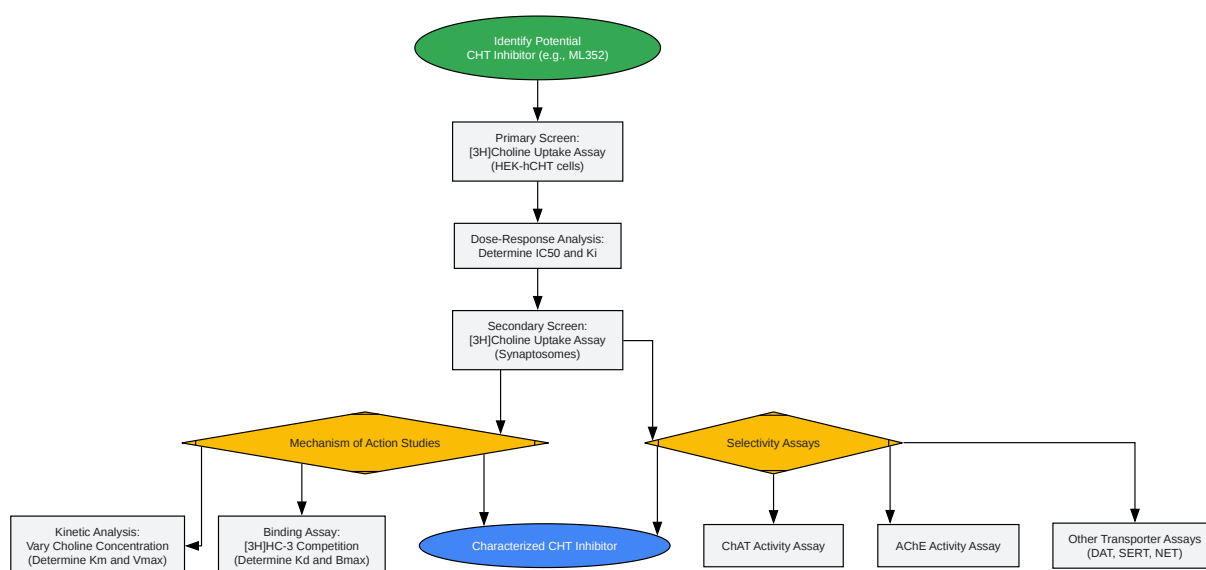 Identify Potential
CHT Inhibitor (e.g., ML352)
Primary Screen:
[3H]Choline Uptake Assay
(HEK-hCHT cells)
Dose-Response Analysis:
Determine IC50 and Ki
Secondary Screen:
[3H]Choline Uptake Assay
(Synaptosomes)
Mechanism of Action Studies
Selectivity Assays
Kinetic Analysis:
Vary Choline Concentration
(Determine Km and Vmax)
Binding Assay:
[3H]HC-3 Competition
(Determine Kd and Bmax)
Characterized CHT Inhibitor
ChAT Activity Assay
AChE Activity Assay
Other Transporter Assays
(DAT, SERT, NET)